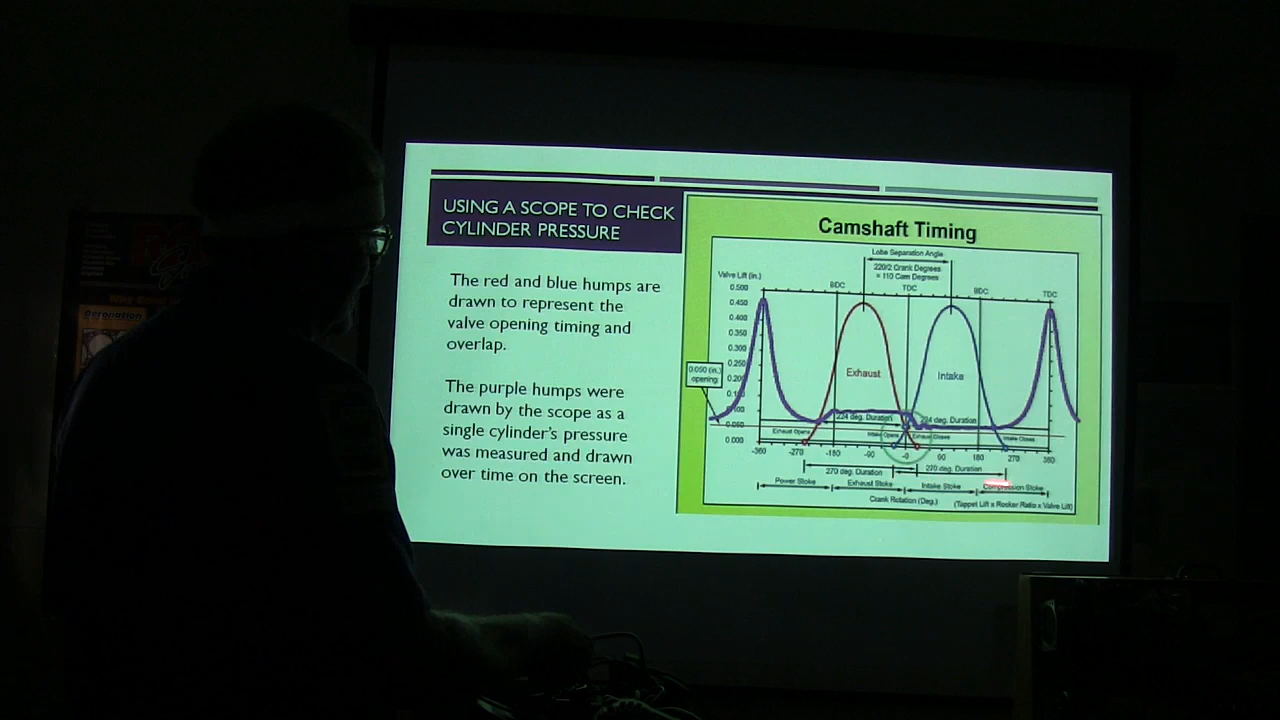 USING A SCOPE TO CHECK
CYLINDER PRESSURE
The red and blue humps are
drawn to represent the
valve opening timing and
overlap.
The purple humps were
drawn by the scope as a
single cylinder's pressure
was measured and drawn
over time on the screen.
Camshaft Timing
Lobe Separation Angle
220/2 Crank Degrees
= 110 Cam Degrees
Valve Lift (in.)
BDC
TDC
BDC
TDC
0.500
0.450
0.400
0.350
0.300
0.250
0.200
0.150
0.100
0.050
0.000
0.050 (in.)
opening
Exhaust
Intake
224 deg. Duration
224 deg. Duration
Exhaust Opens
Intake Opens
Exhaust Closes
Intake Closes
-360
-270
-180
-90
-0
90
180
270
360
270 deg. Duration
270 deg. Duration
Power Stoke
Exhaust Stoke
Intake Stoke
Compression Stoke
Crank Rotation (Deg.)
(Tappet Lift x Rocker Ratio x Valve Lift)